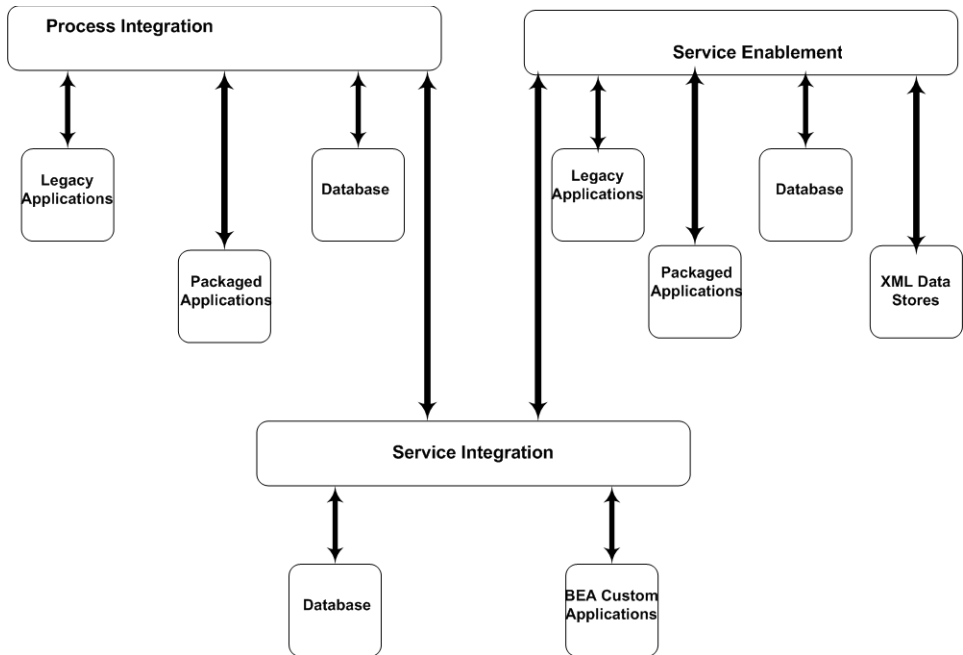 Process Integration
Service Enablement
Legacy
Applications
Database
Packaged
Applications
Legacy
Applications
Database
Packaged
Applications
XML Data
Stores
Service Integration
Database
BEA Custom
Applications